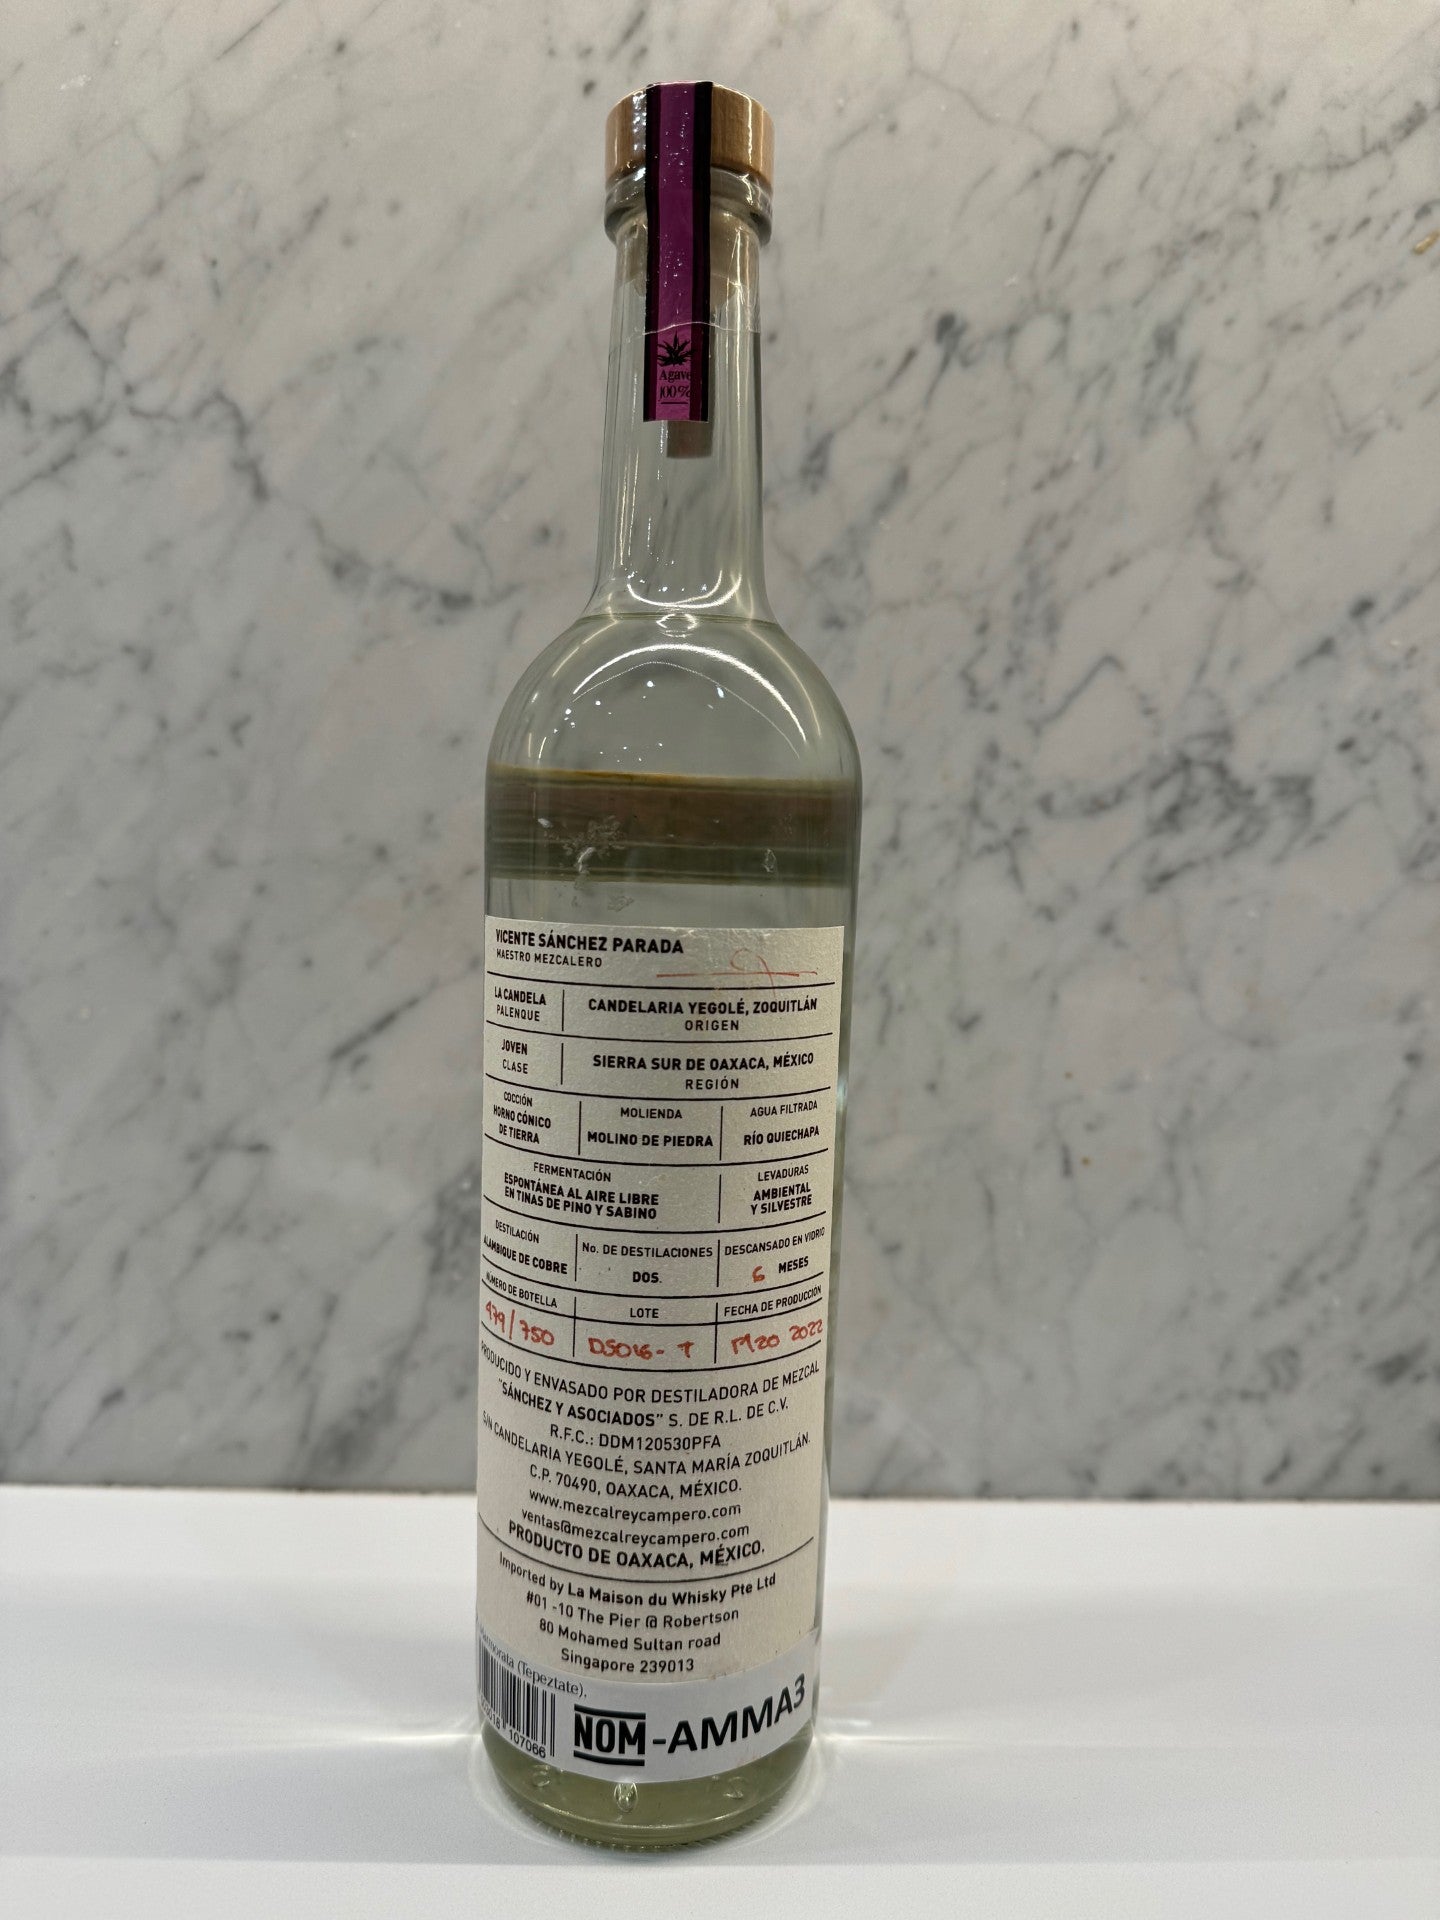 Agave
100%
VICENTE SÁNCHEZ PARADA
MAESTRO MEZCALERO
LA CANDELA
PALENQUE
CANDELARIA YEGOLÉ, ZOQUITLÁN
ORIGEN
JOVEN
CLASE
SIERRA SUR DE OAXACA, MÉXICO
REGIÓN
COCCIÓN
HORNO CÓNICO
DE TIERRA
MOLIENDA
MOLINO DE PIEDRA
AGUA FILTRADA
RÍO QUIECHAPA
FERMENTACIÓN
ESPONTÁNEA AL AIRE LIBRE
EN TINAS DE PINO Y SABINO
LEVADURAS
AMBIENTAL
Y SILVESTRE
DESTILACIÓN
ALAMBIQUE DE COBRE
No. DE DESTILACIONES
DOS.
DESCANSADO EN VIDRIO
6 MESES
NÚMERO DE BOTELLA
479/750
LOTE
DS016-T
FECHA DE PRODUCCIÓN
2022
PRODUCIDO Y ENVASADO POR DESTILADORA DE MEZCAL
"SÁNCHEZ Y ASOCIADOS" S. DE R.L. DE C.V.
R.F.C.: DDM120530PFA
S/N CANDELARIA YEGOLÉ, SANTA MARÍA ZOQUITLÁN.
C.P. 70490, OAXACA, MÉXICO.
www.mezcalreycampero.com
ventas@mezcalreycampero.com
PRODUCTO DE OAXACA, MÉXICO.
Imported by La Maison du Whisky Pte Ltd
#01 -10 The Pier @ Robertson
80 Mohamed Sultan road
Singapore 239013
(Tepeztate),
107066
NOM-AMMA3